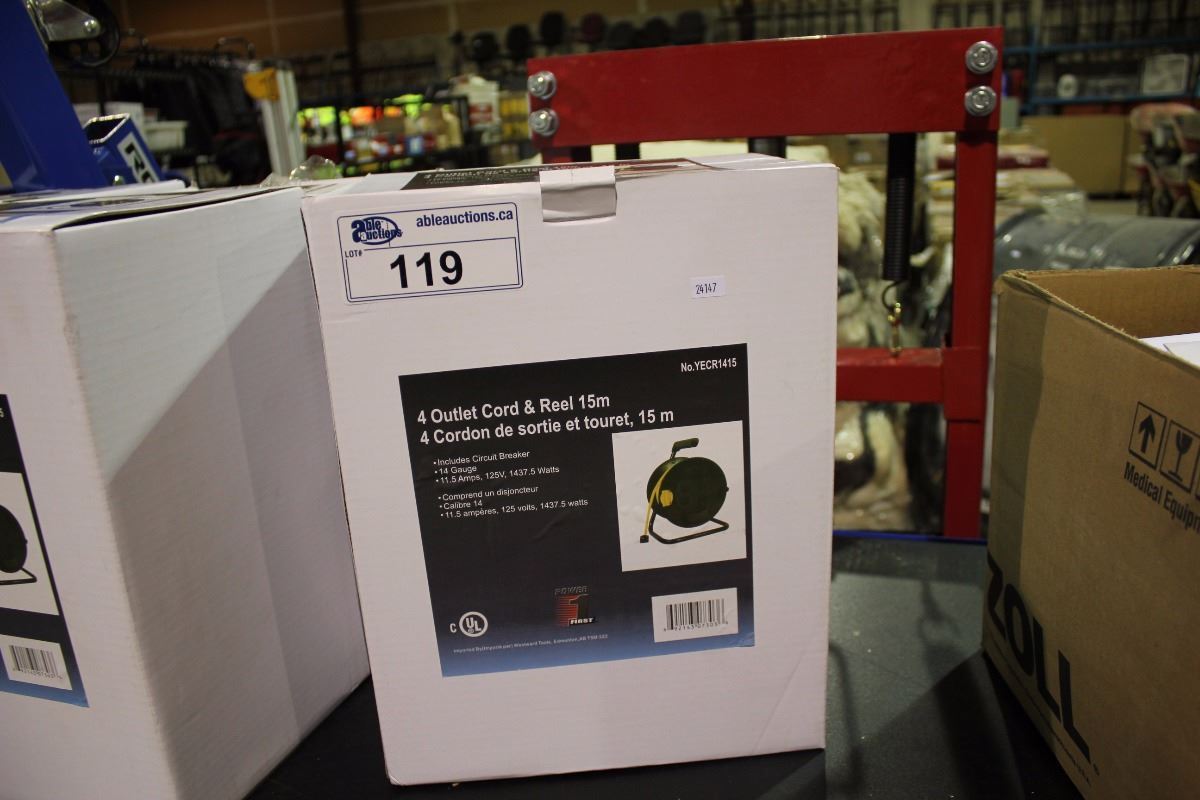 able auctions
ableauctions.ca
LOT#
119
24147
No.YECR1415
4 Outlet Cord & Reel 15m
4 Cordon de sortie et touret, 15 m
• Includes Circuit Breaker
• 14 Gauge
• 11.5 Amps, 125V, 1437.5 Watts
• Comprend un disjoncteur
• Calibre 14
• 11.5 ampères, 125 volts, 1437.5 watts
POWER
1
FIRST
C UL
Medical Equip
ZOLL